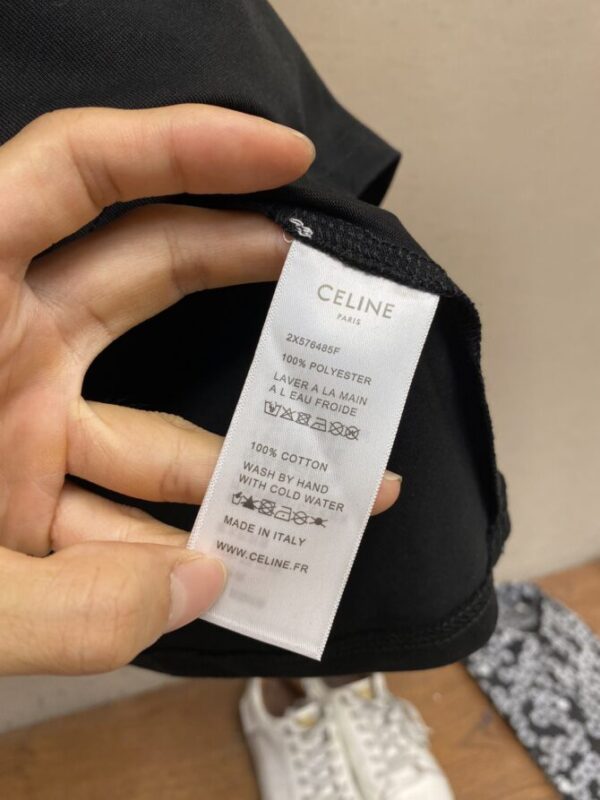 CELINE
PARIS
2X576485F
100% POLYESTER
LAVER A LA MAIN
A L EAU FROIDE
100% COTTON
WASH BY HAND
WITH COLD WATER
MADE IN ITALY
WWW.CELINE.FR